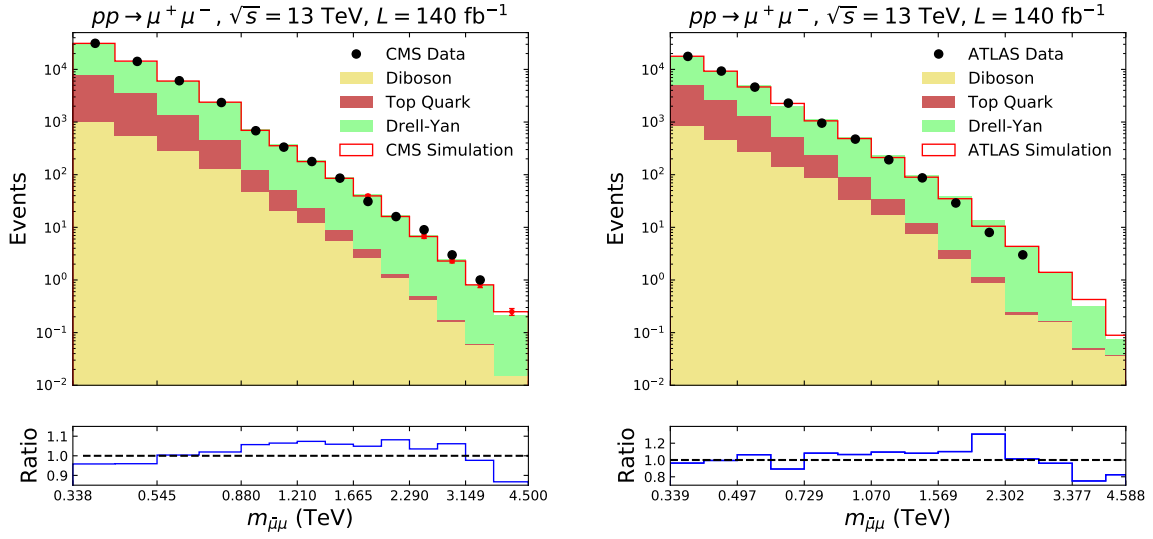 pp → μ⁺μ⁻, √s = 13 TeV, L = 140 fb⁻¹
Events
10⁴
10³
10²
10¹
10⁰
10⁻¹
10⁻²
CMS Data
Diboson
Top Quark
Drell-Yan
CMS Simulation
Ratio
1.1
1.0
0.9
0.338 0.545 0.880 1.210 1.665 2.290 3.149 4.500
m_μ̄μ (TeV)
pp → μ⁺μ⁻, √s = 13 TeV, L = 140 fb⁻¹
Events
10⁴
10³
10²
10¹
10⁰
10⁻¹
10⁻²
ATLAS Data
Diboson
Top Quark
Drell-Yan
ATLAS Simulation
Ratio
1.2
1.0
0.8
0.339 0.497 0.729 1.070 1.569 2.302 3.377 4.588
m_μ̄μ (TeV)